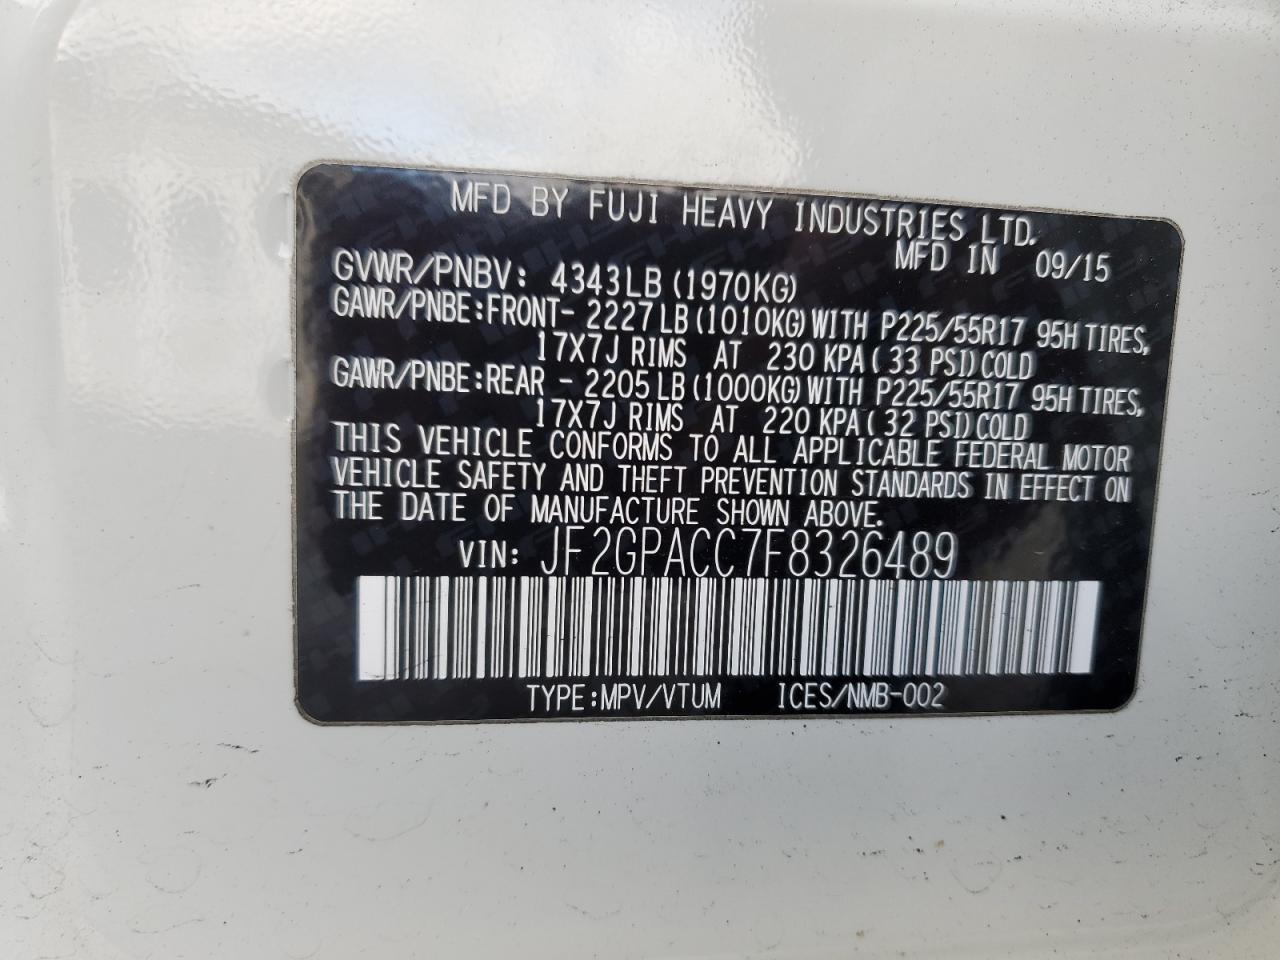 MFD BY FUJI HEAVY INDUSTRIES LTD.
MFD IN 09/15
GVWR/PNBV: 4343LB (1970KG)
GAWR/PNBE:FRONT- 2227LB (1010KG) WITH P225/55R17 95H TIRES,
17X7J RIMS AT 230 KPA ( 33 PSI) COLD
GAWR/PNBE:REAR - 2205LB (1000KG) WITH P225/55R17 95H TIRES,
17X7J RIMS AT 220 KPA ( 32 PSI) COLD
THIS VEHICLE CONFORMS TO ALL APPLICABLE FEDERAL MOTOR
VEHICLE SAFETY AND THEFT PREVENTION STANDARDS IN EFFECT ON
THE DATE OF MANUFACTURE SHOWN ABOVE.
VIN: JF2GPACC7F8326489
TYPE:MPV/VTUM ICES/NMB-002